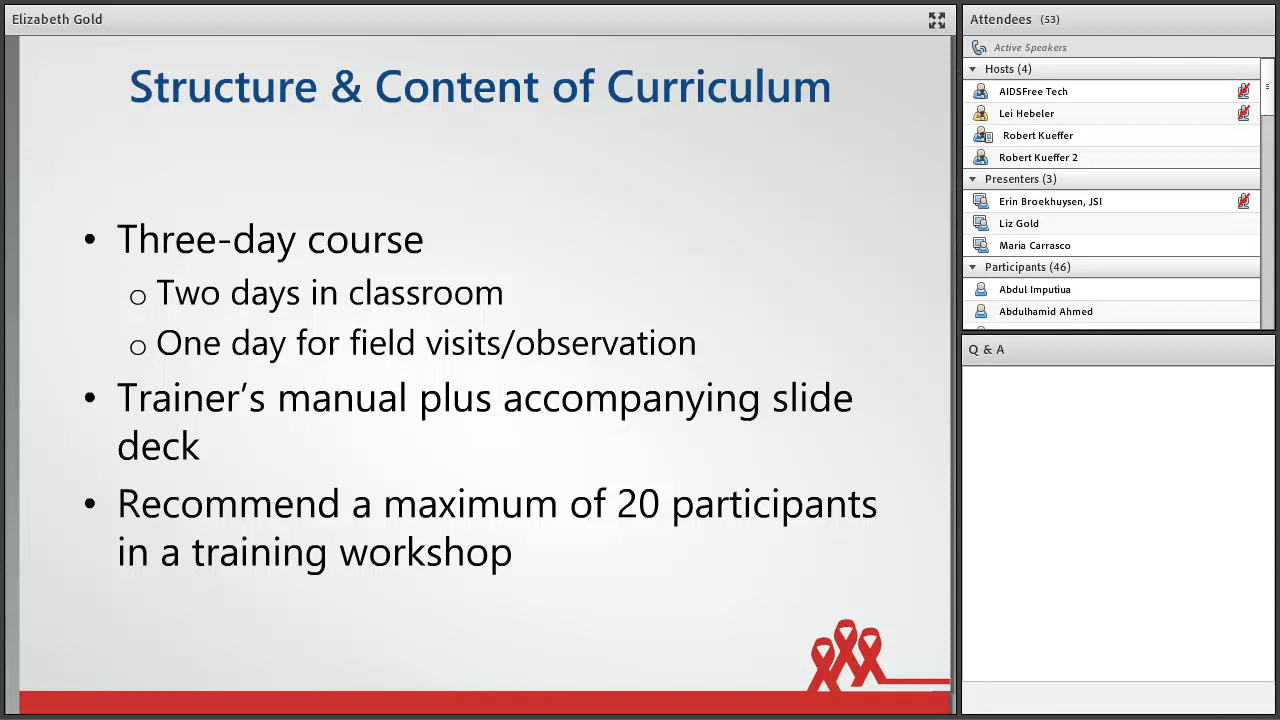 Elizabeth Gold
Structure & Content of Curriculum
• Three-day course
o Two days in classroom
o One day for field visits/observation
• Trainer’s manual plus accompanying slide
deck
• Recommend a maximum of 20 participants
in a training workshop
Attendees (53)
Active Speakers
Hosts (4)
AIDSFree Tech
Lei Hebeler
Robert Kueffer
Robert Kueffer 2
Presenters (3)
Erin Broekhuysen, JSI
Liz Gold
Maria Carrasco
Participants (46)
Abdul Imputiua
Abdulhamid Ahmed
Q & A